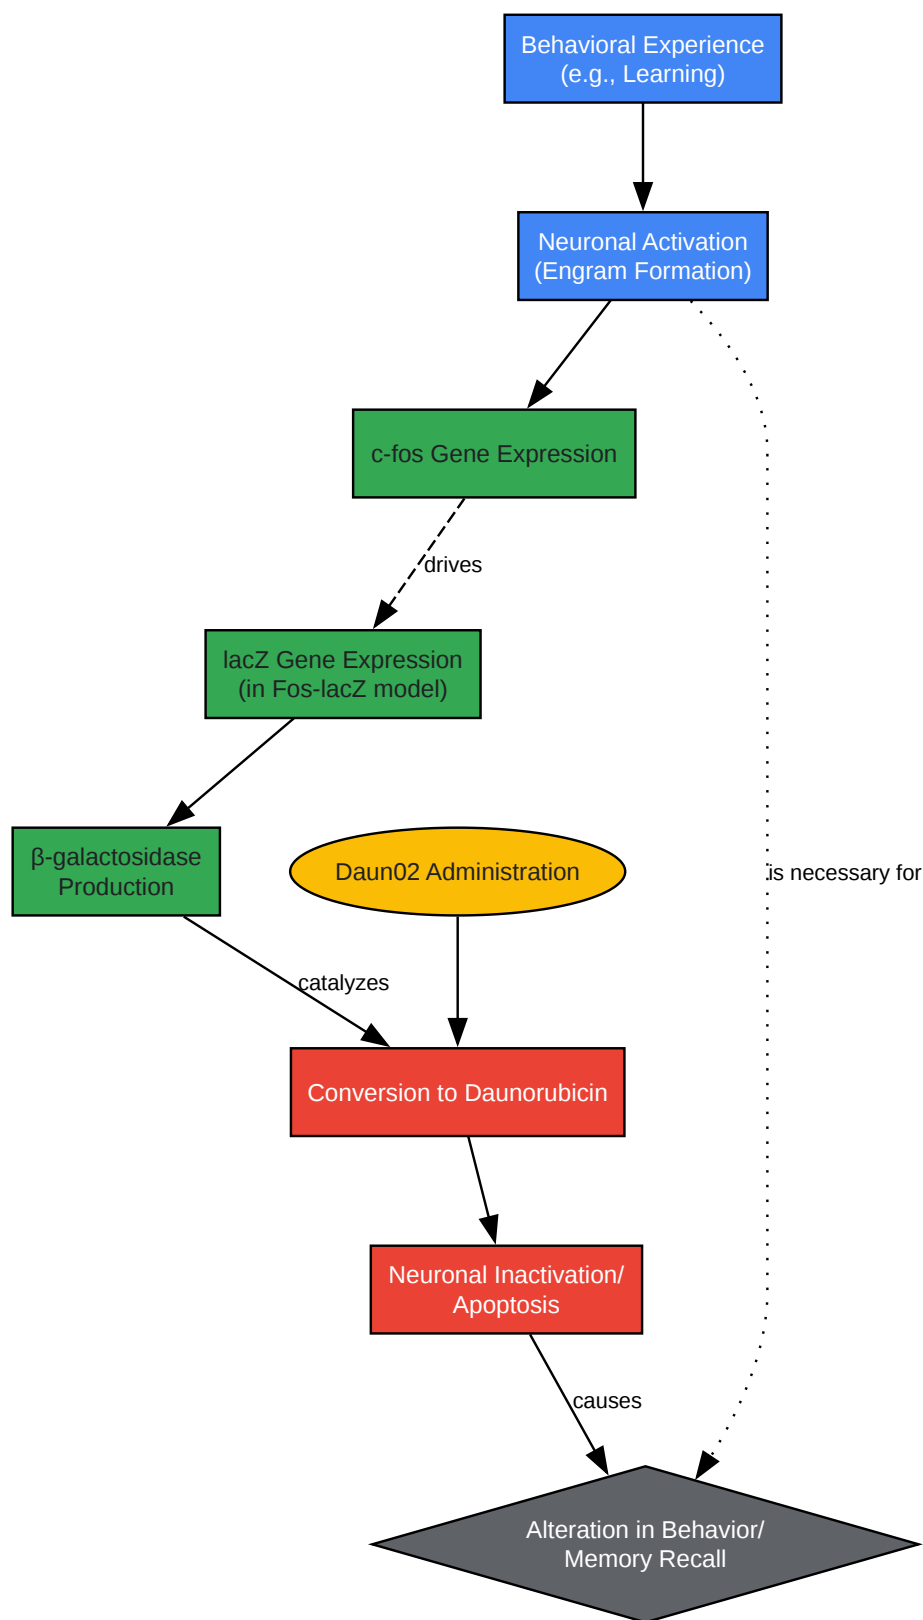 Behavioral Experience
(e.g., Learning)
Neuronal Activation
(Engram Formation)
c-fos Gene Expression
drives
lacZ Gene Expression
(in Fos-lacZ model)
β-galactosidase
Production
Daun02 Administration
is necessary for
catalyzes
Conversion to Daunorubicin
Neuronal Inactivation/
Apoptosis
causes
Alteration in Behavior/
Memory Recall